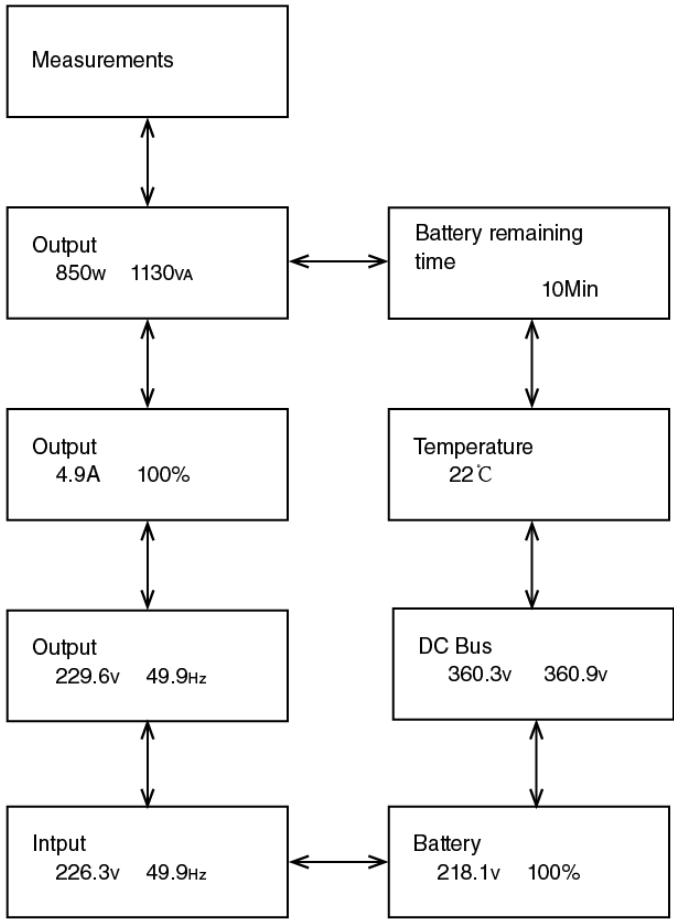 Measurements
Output
850W 1130VA
Battery remaining
time
10Min
Output
4.9A 100%
Temperature
22℃
Output
229.6V 49.9Hz
DC Bus
360.3V 360.9V
Intput
226.3V 49.9Hz
Battery
218.1V 100%